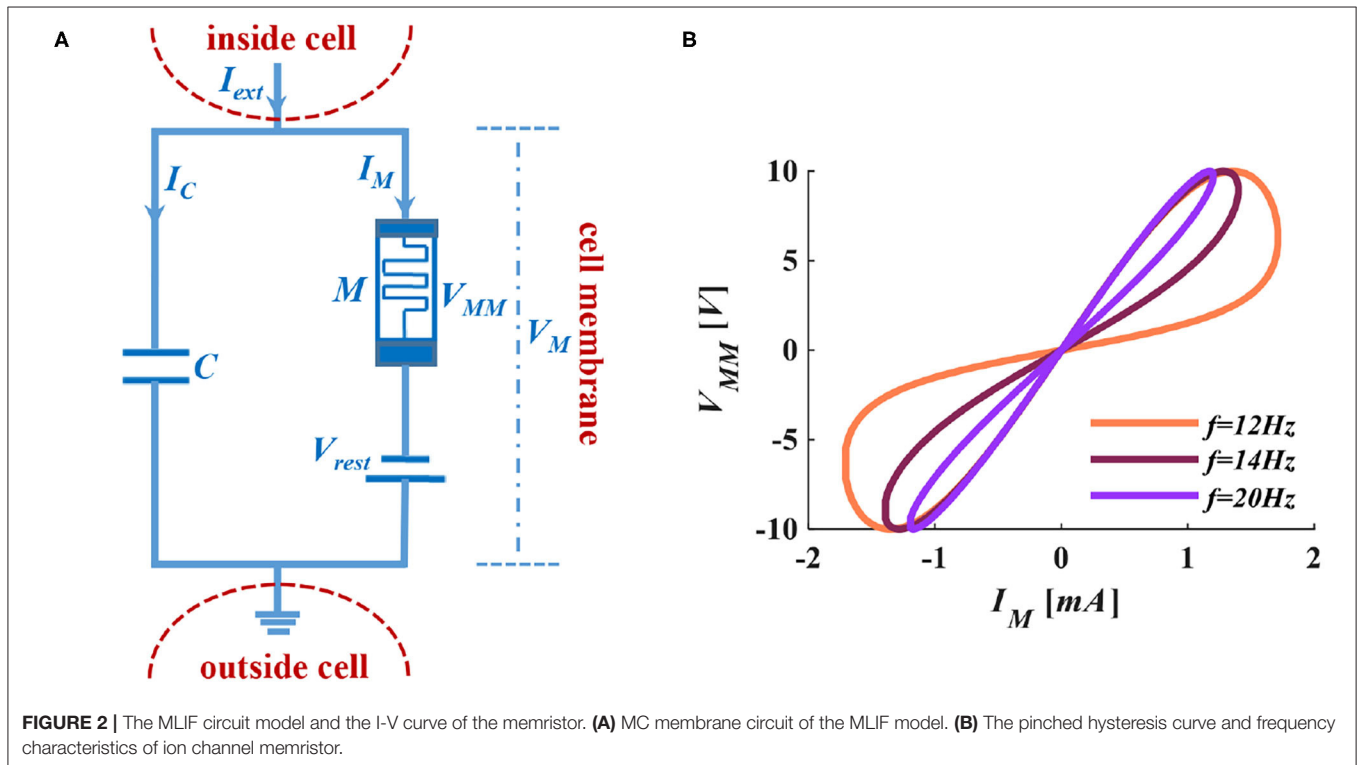 A
inside cell
I_ext
I_C
I_M
M
V_MM
V_M
cell membrane
C
V_rest
outside cell
B
V_MM [V]
10
5
0
-5
-10
-2
-1
0
1
2
I_M [mA]
f=12Hz
f=14Hz
f=20Hz
FIGURE 2 | The MLIF circuit model and the I-V curve of the memristor. (A) MC membrane circuit of the MLIF model. (B) The pinched hysteresis curve and frequency
characteristics of ion channel memristor.